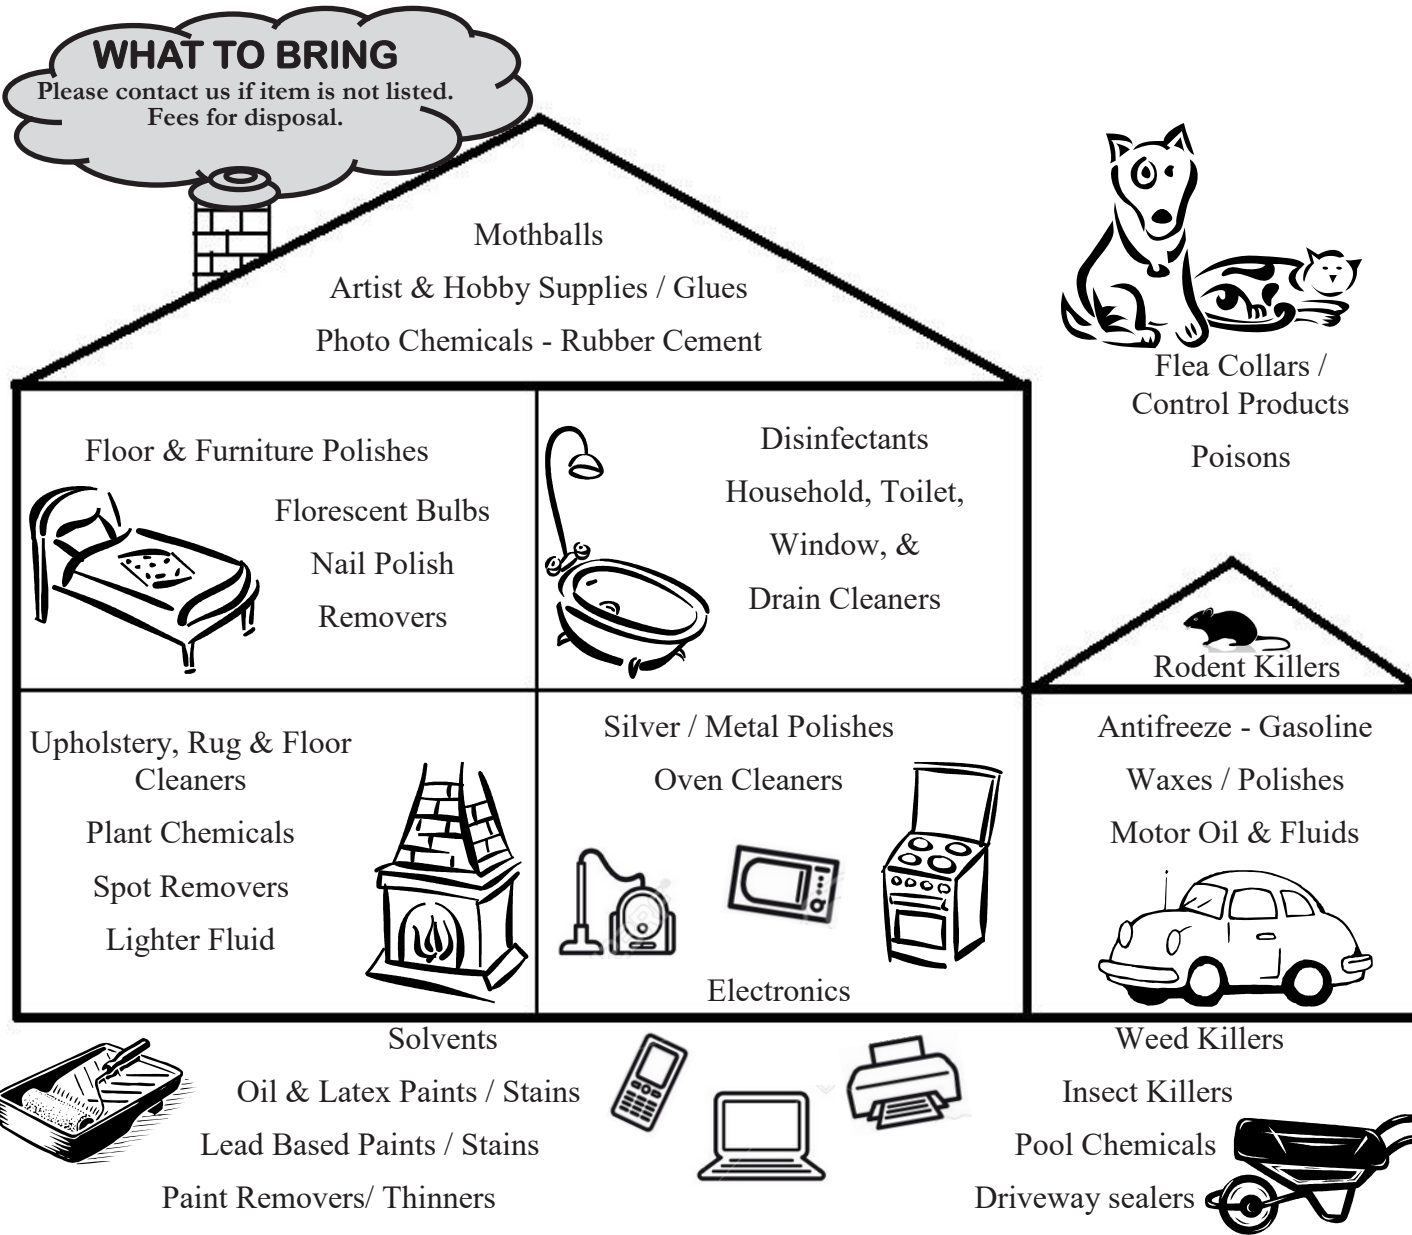 WHAT TO BRING
Please contact us if item is not listed.
Fees for disposal.
Mothballs
Artist & Hobby Supplies / Glues
Photo Chemicals - Rubber Cement
Flea Collars /
Control Products
Poisons
Floor & Furniture Polishes
Florescent Bulbs
Nail Polish
Removers
Disinfectants
Household, Toilet,
Window, &
Drain Cleaners
Rodent Killers
Upholstery, Rug & Floor
Cleaners
Plant Chemicals
Spot Removers
Lighter Fluid
Silver / Metal Polishes
Oven Cleaners
Electronics
Antifreeze - Gasoline
Waxes / Polishes
Motor Oil & Fluids
Solvents
Oil & Latex Paints / Stains
Lead Based Paints / Stains
Paint Removers/ Thinners
Weed Killers
Insect Killers
Pool Chemicals
Driveway sealers